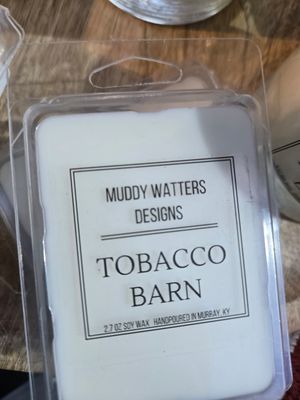 MUDDY WATTERS
DESIGNS
TOBACCO
BARN
2.7 OZ SOY WAX HANDPOURED IN MURRAY, KY